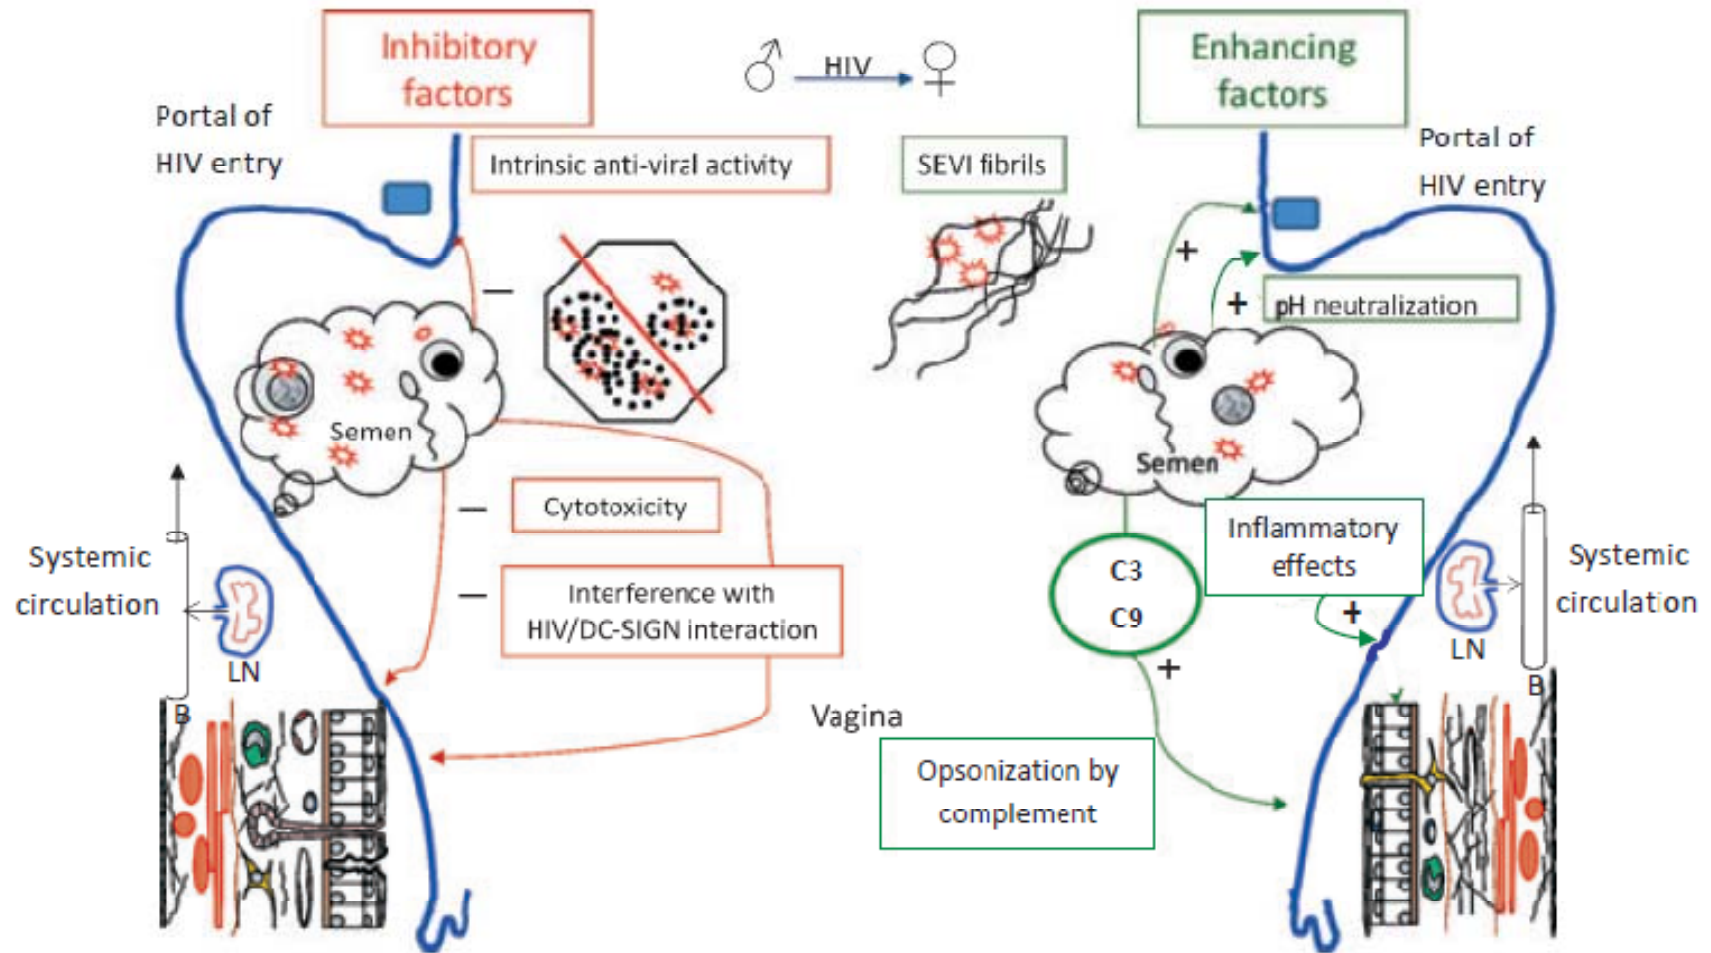 Inhibitory
factors
HIV
Enhancing
factors
Portal of
HIV entry
Intrinsic anti-viral activity
SEVI fibrils
Portal of
HIV entry
−
+
+
pH neutralization
Semen
Semen
−
Cytotoxicity
Inflammatory
effects
Systemic
circulation
C3
C9
Systemic
circulation
−
Interference with
HIV/DC-SIGN interaction
+
LN
LN
+
B
B
Vagina
Opsonization by
complement